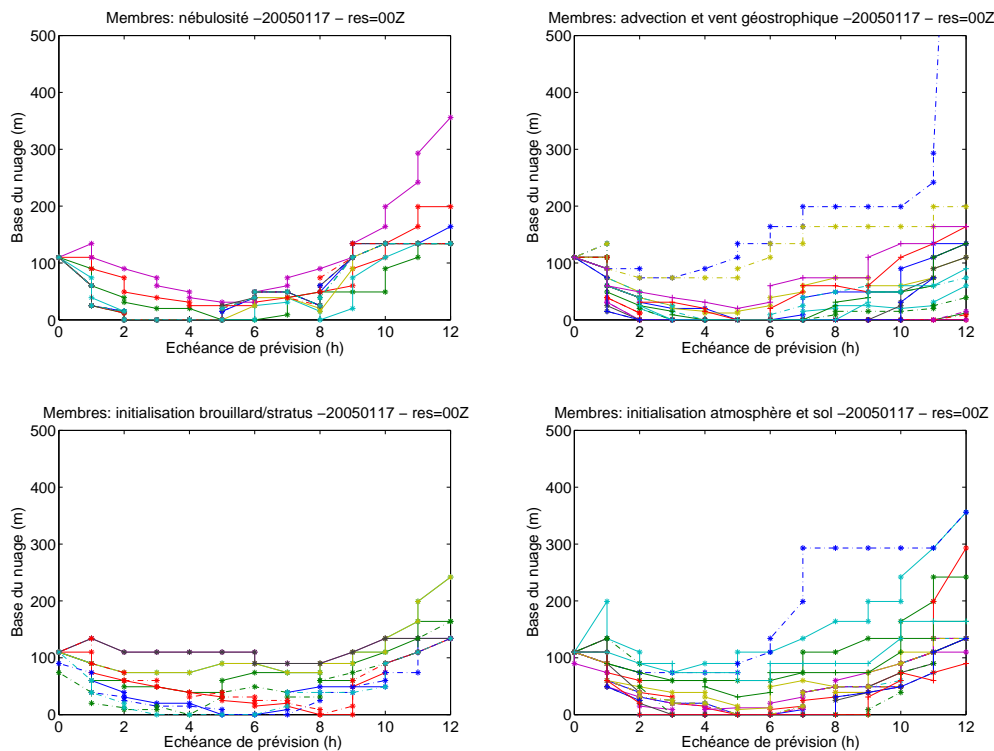 Membres: nébulosité −20050117 − res=00Z
500
400
300
200
100
0
Base du nuage (m)
0 2 4 6 8 10 12
Echéance de prévision (h)
Membres: advection et vent géostrophique −20050117 − res=00Z
500
400
300
200
100
0
Base du nuage (m)
0 2 4 6 8 10 12
Echéance de prévision (h)
Membres: initialisation brouillard/stratus −20050117 − res=00Z
500
400
300
200
100
0
Base du nuage (m)
0 2 4 6 8 10 12
Echéance de prévision (h)
Membres: initialisation atmosphère et sol −20050117 − res=00Z
500
400
300
200
100
0
Base du nuage (m)
0 2 4 6 8 10 12
Echéance de prévision (h)